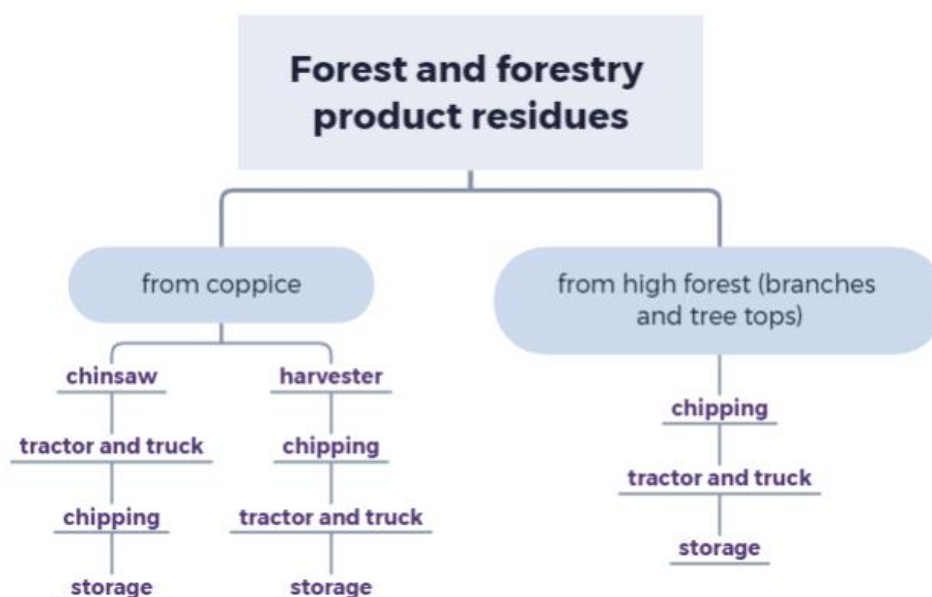 Forest and forestry
product residues
from coppice
from high forest (branches
and tree tops)
chinsaw
harvester
chipping
tractor and truck
chipping
tractor and truck
chipping
tractor and truck
storage
storage
storage